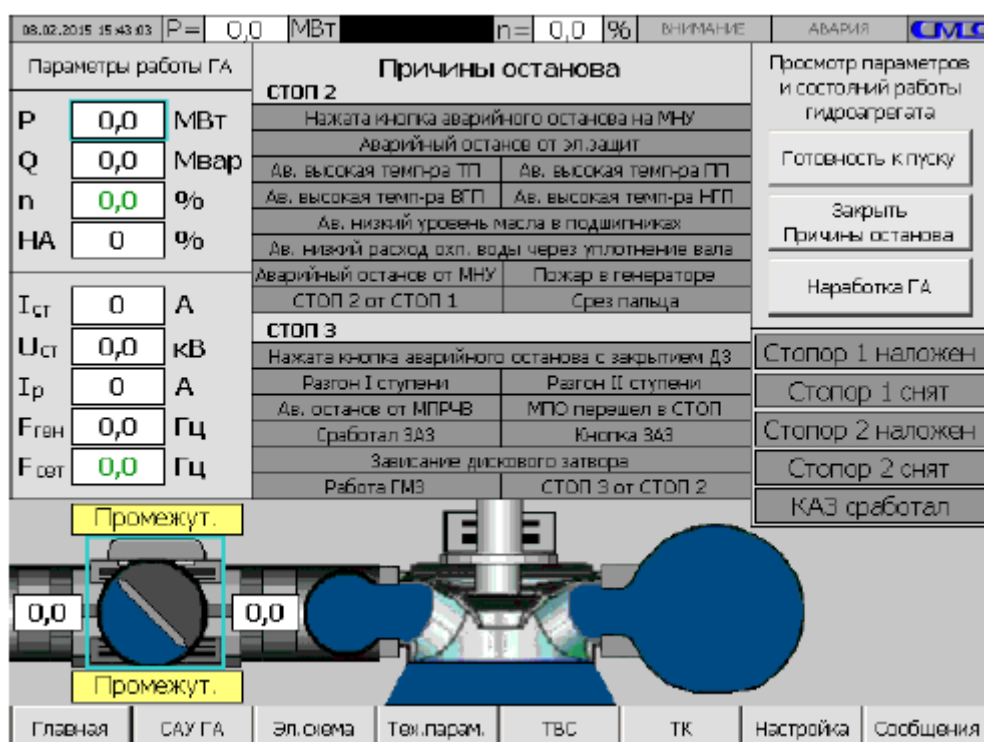 08.02.2015 15:43:03 P= 0,0 МВт n= 0,0 % ВНИМАНИЕ АВАРИЯ
Параметры работы ГА
P 0,0 МВт
Q 0,0 Мвар
n 0,0 %
НА 0 %
Iст 0 А
Uст 0,0 кВ
Iр 0 А
Fген 0,0 Гц
Fсет 0,0 Гц
Причины останова
СТОП 2
Нажата кнопка аварийного останова на МНУ
Аварийный останов от эл.защит
Ав. высокая темп-ра ТП Ав. высокая темп-ра ПП
Ав. высокая темп-ра ВГП Ав. высокая темп-ра НГП
Ав. низкий уровень масла в подшипниках
Ав. низкий расход охл. воды через уплотнение вала
Аварийный останов от МНУ Пожар в генераторе
СТОП 2 от СТОП 1 Срез пальца
СТОП 3
Нажата кнопка аварийного останова с закрытием ДЗ
Разгон I ступени Разгон II ступени
Ав. останов от МПРЧВ МПО перешел в СТОП
Сработал ЗАЗ Кнопка ЗАЗ
Зависание дискового затвора
Работа ГМЗ СТОП 3 от СТОП 2
Просмотр параметров
и состояний работы
гидроагрегата
Готовность к пуску
Закрыть
Причины останова
Наработка ГА
Стопор 1 наложен
Стопор 1 снят
Стопор 2 наложен
Стопор 2 снят
КАЗ сработал
Промежут.
0,0 0,0
Промежут.
Главная САУ ГА Эл.схема Тех.парам. ТВС ТК Настройка Сообщения